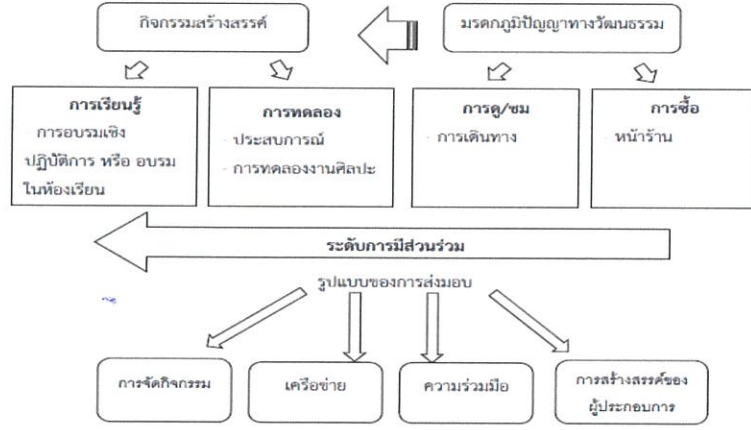 กิจกรรมสร้างสรรค์
มรดกภูมิปัญญาทางวัฒนธรรม
การเรียนรู้
- การอบรมเชิง
ปฏิบัติการ หรือ อบรม
ในห้องเรียน
การทดลอง
- ประสบการณ์
- การทดลองงานศิลปะ
การดู/ชม
- การเดินทาง
การซื้อ
- หน้าร้าน
ระดับการมีส่วนร่วม
รูปแบบของการส่งมอบ
การจัดกิจกรรม
เครือข่าย
ความร่วมมือ
การสร้างสรรค์ของ
ผู้ประกอบการ